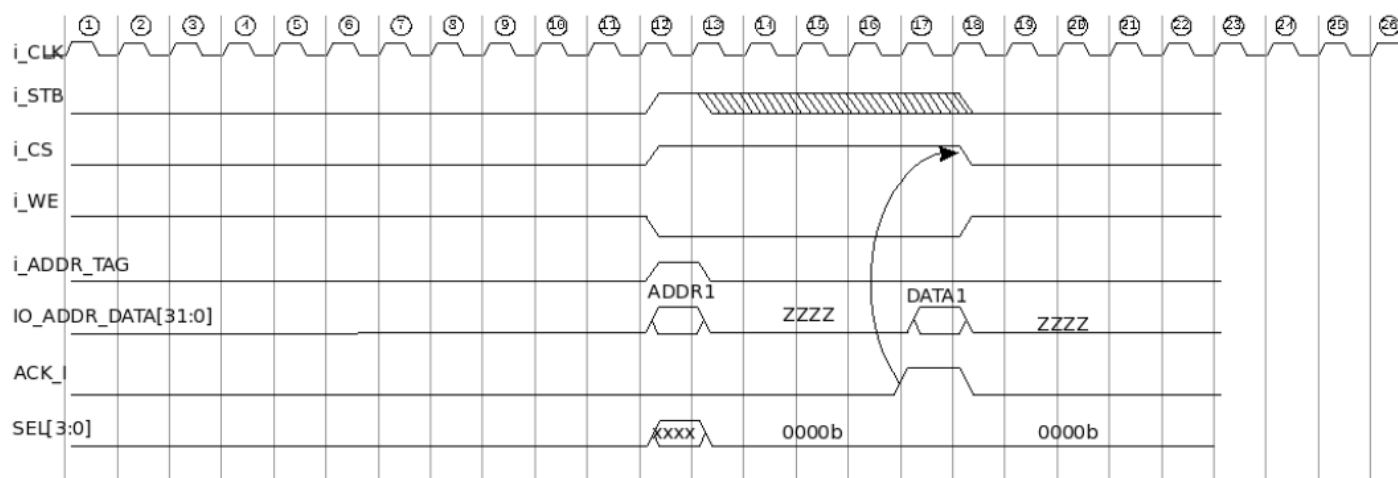 1 2 3 4 5 6 7 8 9 10 11 12 13 14 15 16 17 18 19 20 21 22 23 24 25 26
i_CLK
i_STB
i_CS
i_WE
i_ADDR_TAG
ADDR1 DATA1
IO_ADDR_DATA[31:0] ZZZZ ZZZZ
ACK_I
SEL[3:0] xxxx 0000b 0000b